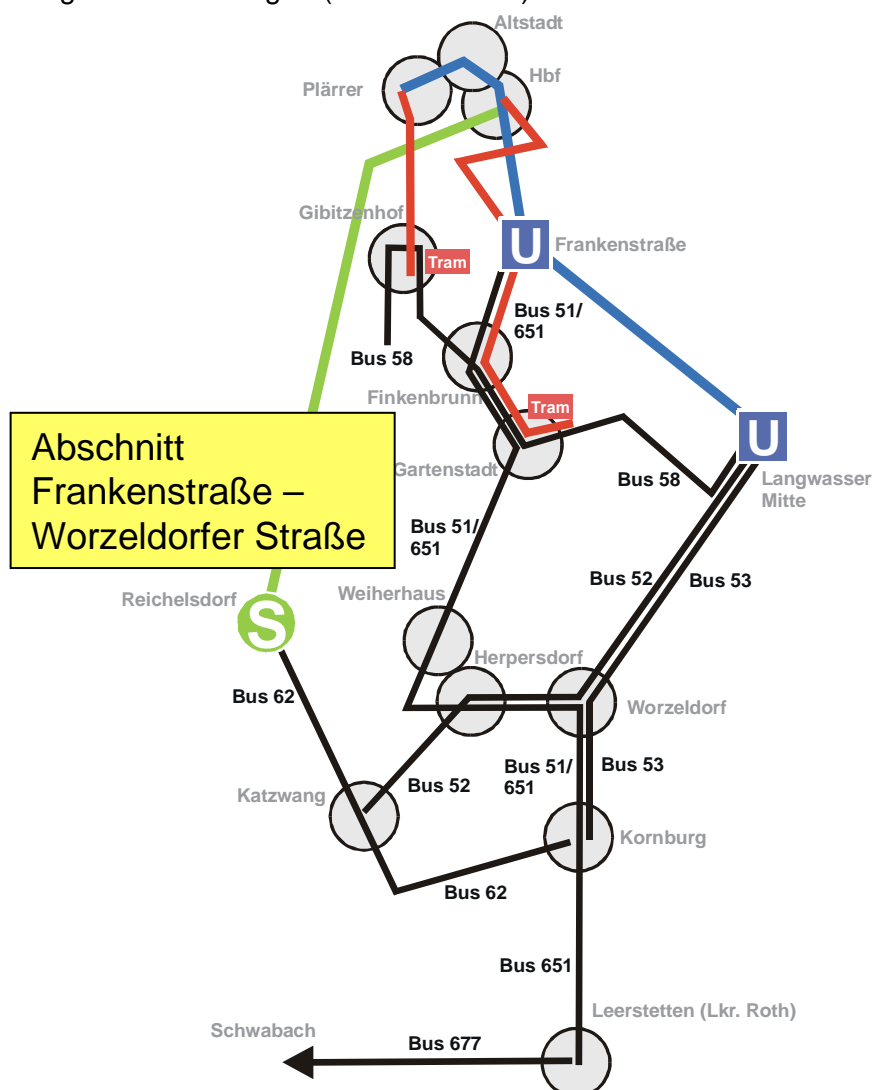 Altstadt
Hbf
Plärrer
Gibitzenhof
U
Frankenstraße
Tram
Bus 51/
651
Bus 58
Finkenbrunn
Tram
U
Gartenstadt
Langwasser
Mitte
Bus 58
Abschnitt
Frankenstraße –
Worzeldorfer Straße
Bus 51/
651
Bus 52
Bus 53
Reichelsdorf
S
Weiherhaus
Herpersdorf
Bus 62
Worzeldorf
Bus 51/
651
Bus 53
Katzwang
Bus 52
Kornburg
Bus 62
Bus 651
Leerstetten (Lkr. Roth)
Schwabach
Bus 677